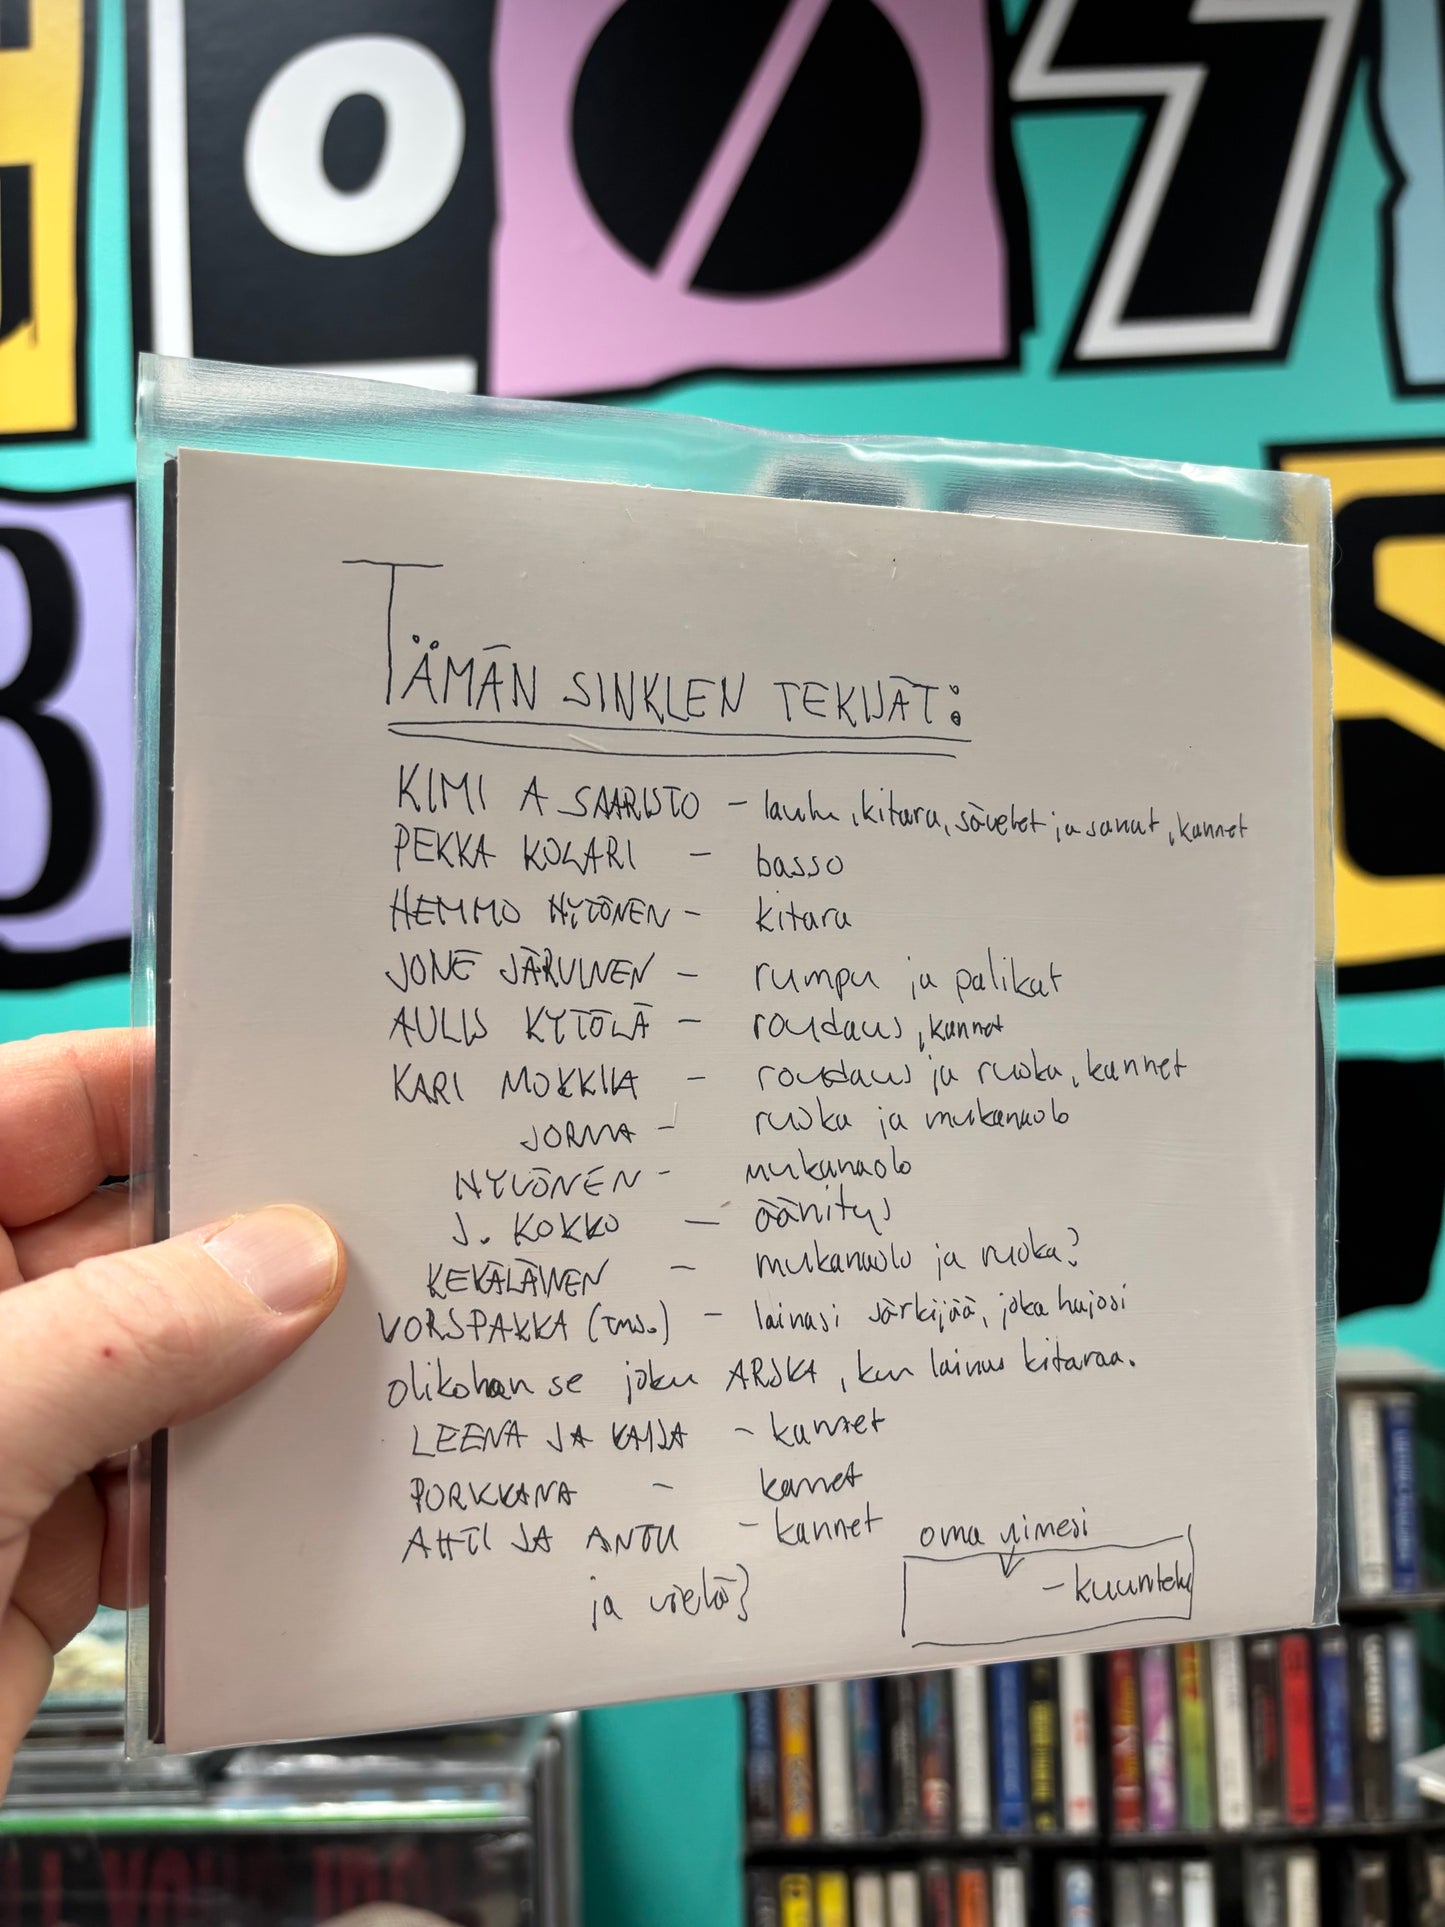 TÄMÄN SINKLEN TEKIJÄT:
KIMI A SAARISTO – laulu, kitara, sävelet ja sanat, kannet
PEKKA KOLARI – basso
HEMMO HYTÖNEN – kitara
JONE JÄRVINEN – rumpu ja palikat
AULIS KYTÖLÄ – roudaus, kannet
KARI MOKKILA – roudaus ja ruoka, kannet
JORMA – ruoka ja mukanaolo
HYVÖNEN – mukanaolo
J. KOKKO – äänitys
KEKÄLÄINEN – mukanaolo ja ruoka?
VORSPAKKA (tms.) – lainasi särkijää, joka hajosi
olikohan se joku ARSKA, kun lainas kitaraa.
LEENA JA KAIJA – kannet
PORKKANA – kannet
AHTI JA ANTU – kannet
ja vielä}
oma nimesi
– kuuntelu